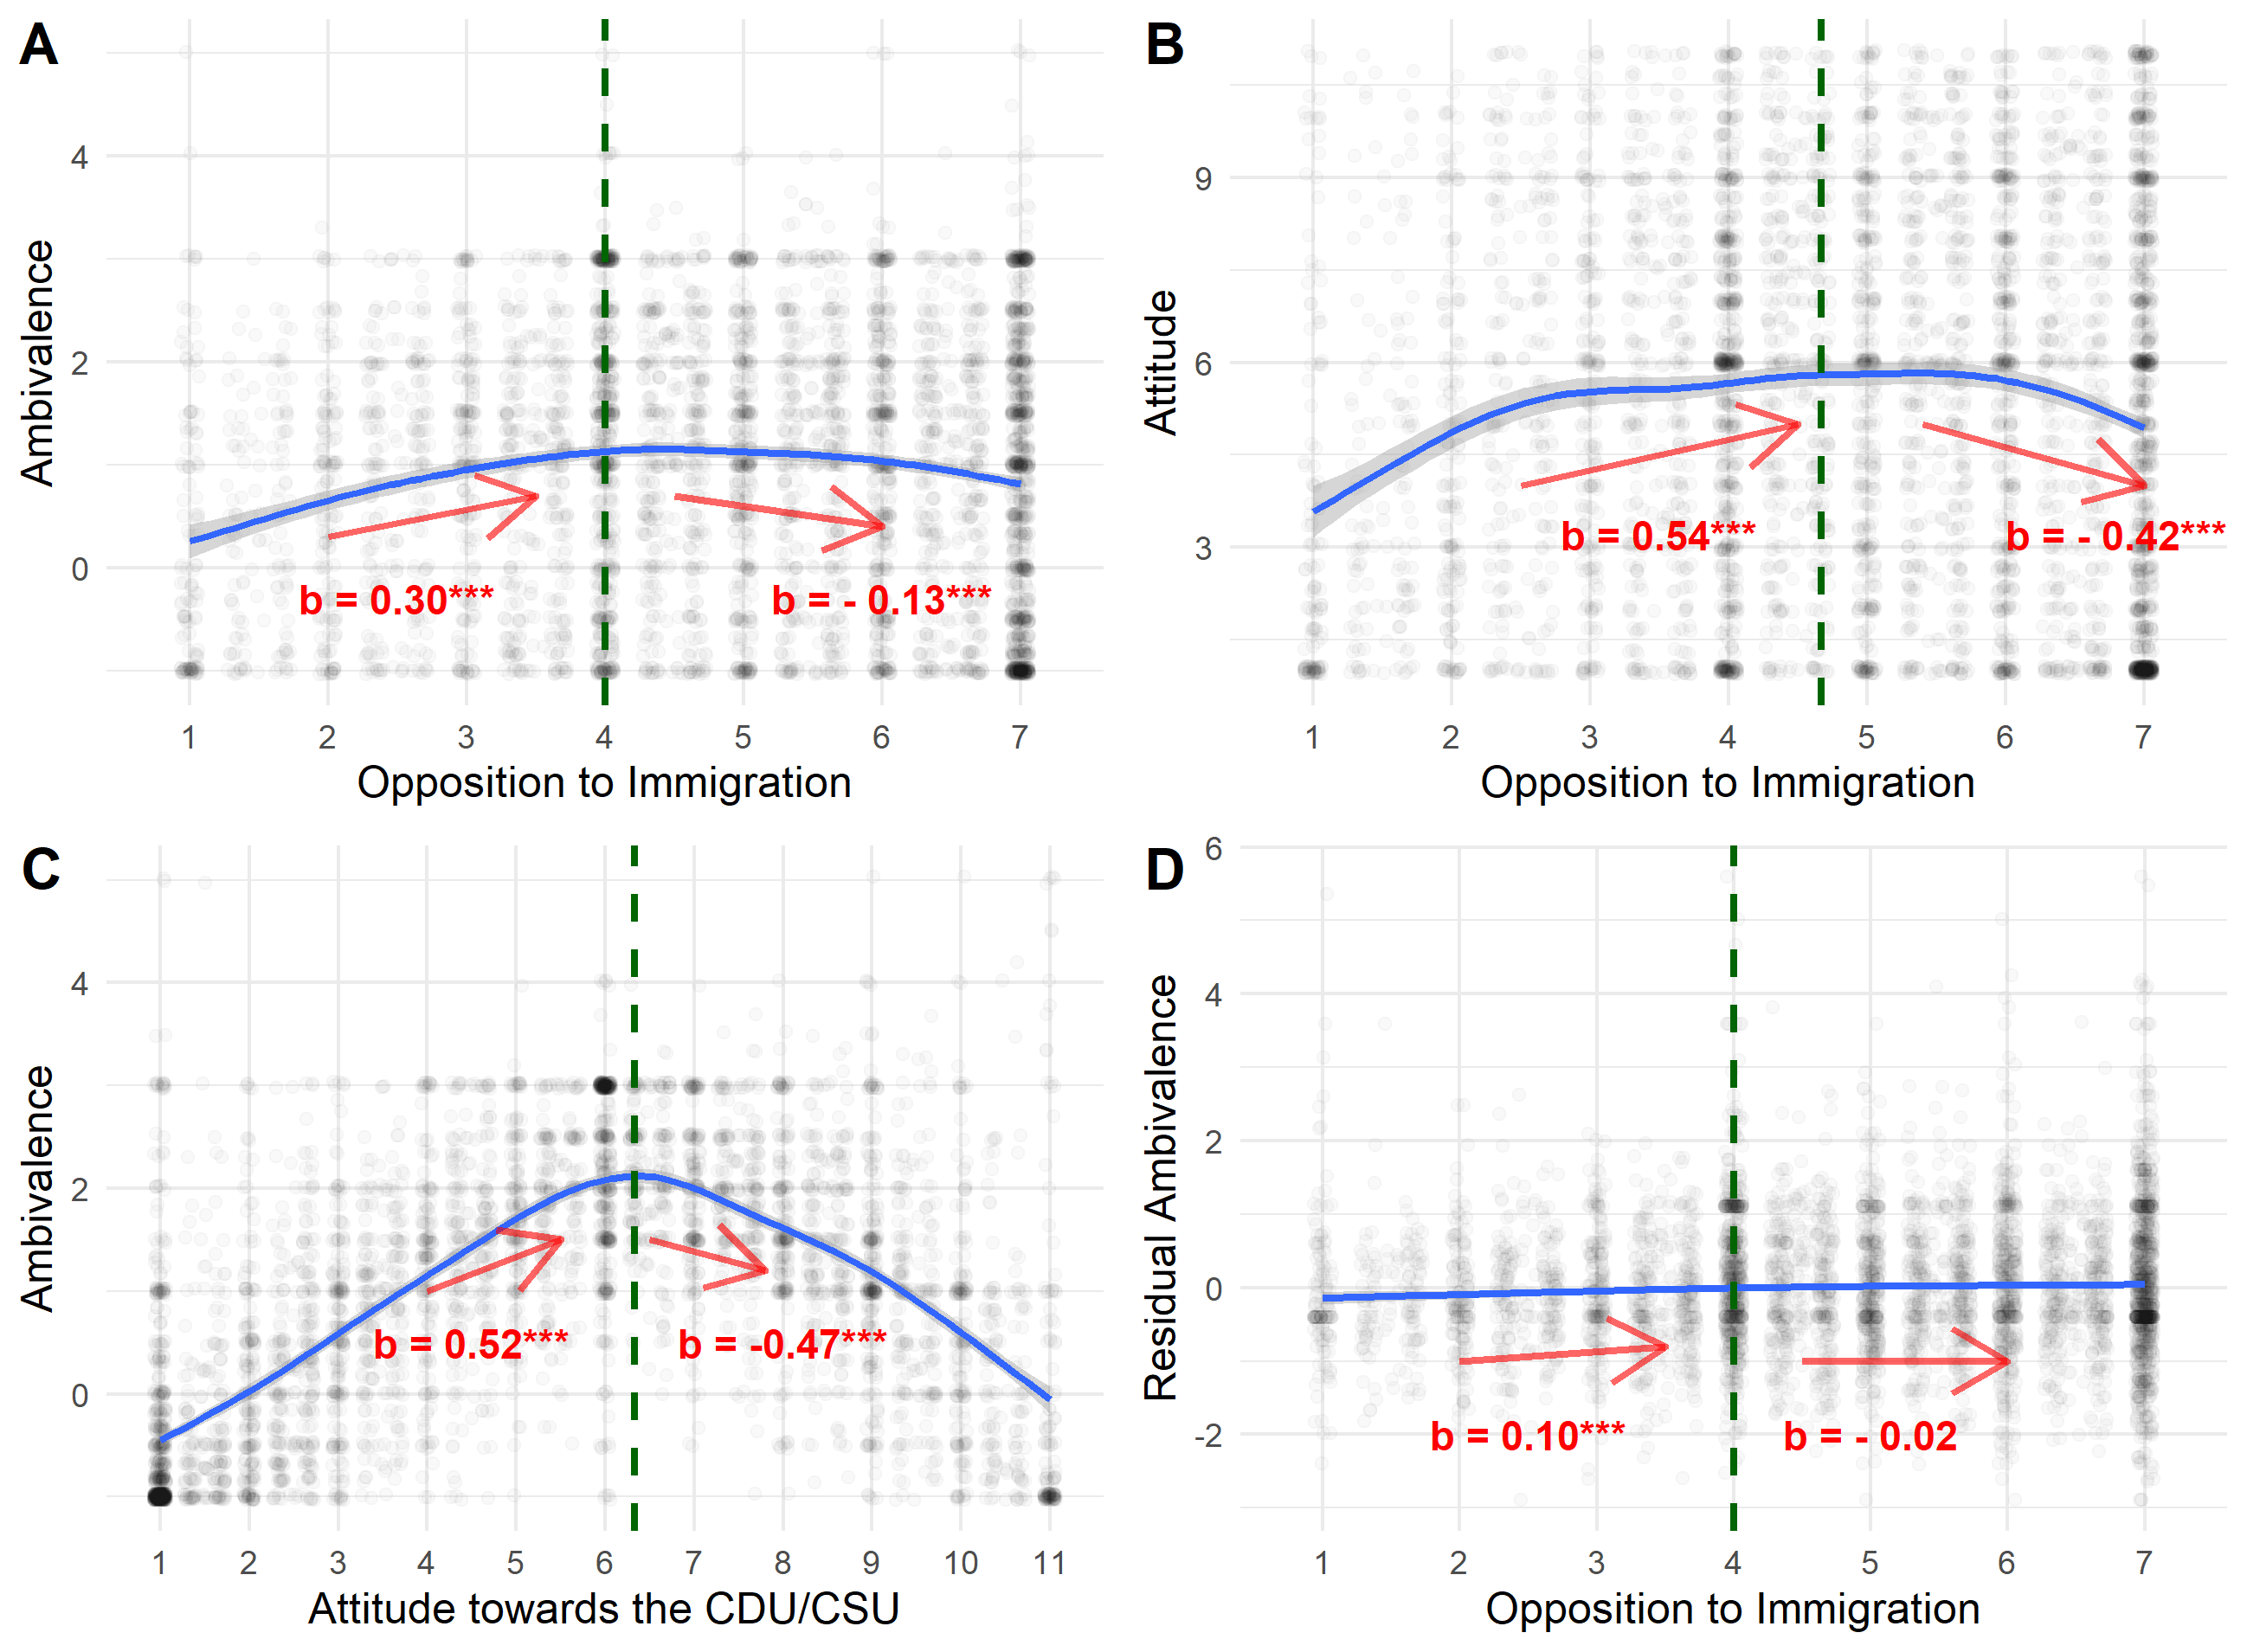 A
Ambivalence
4
2
0
b = 0.30***
b = - 0.13***
1 2 3 4 5 6 7
Opposition to Immigration
B
Attitude
9
6
3
b = 0.54***
b = - 0.42***
1 2 3 4 5 6 7
Opposition to Immigration
C
Ambivalence
4
2
0
b = 0.52***
b = -0.47***
1 2 3 4 5 6 7 8 9 10 11
Attitude towards the CDU/CSU
D
Residual Ambivalence
6
4
2
0
-2
b = 0.10***
b = - 0.02
1 2 3 4 5 6 7
Opposition to Immigration